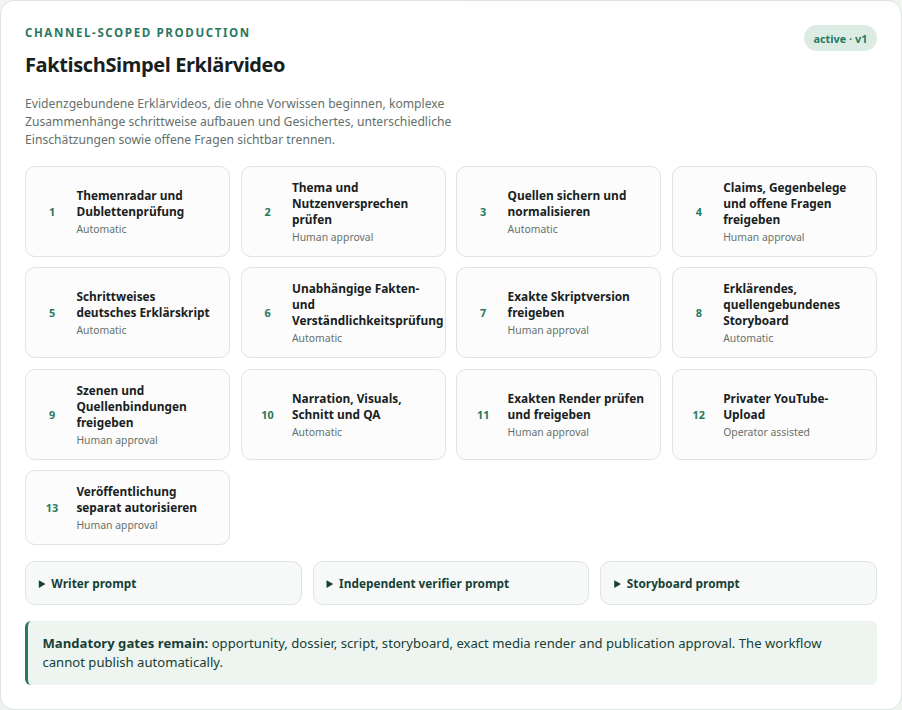 CHANNEL-SCOPED PRODUCTION
active · v1
FaktischSimpel Erklärvideo
Evidenzgebundene Erklärvideos, die ohne Vorwissen beginnen, komplexe
Zusammenhänge schrittweise aufbauen und Gesichertes, unterschiedliche
Einschätzungen sowie offene Fragen sichtbar trennen.
1
Themenradar und
Dublettenprüfung
Automatic
2
Thema und
Nutzenversprechen
prüfen
Human approval
3
Quellen sichern und
normalisieren
Automatic
4
Claims, Gegenbelege
und offene Fragen
freigeben
Human approval
5
Schrittweises
deutsches Erklärskript
Automatic
6
Unabhängige Fakten-
und
Verständlichkeitsprüfung
Automatic
7
Exakte Skriptversion
freigeben
Human approval
8
Erklärendes,
quellengebundenes
Storyboard
Automatic
9
Szenen und
Quellenbindungen
freigeben
Human approval
10
Narration, Visuals,
Schnitt und QA
Automatic
11
Exakten Render prüfen
und freigeben
Human approval
12
Privater YouTube-
Upload
Operator assisted
13
Veröffentlichung
separat autorisieren
Human approval
Writer prompt
Independent verifier prompt
Storyboard prompt
Mandatory gates remain: opportunity, dossier, script, storyboard, exact media render and publication approval. The workflow
cannot publish automatically.